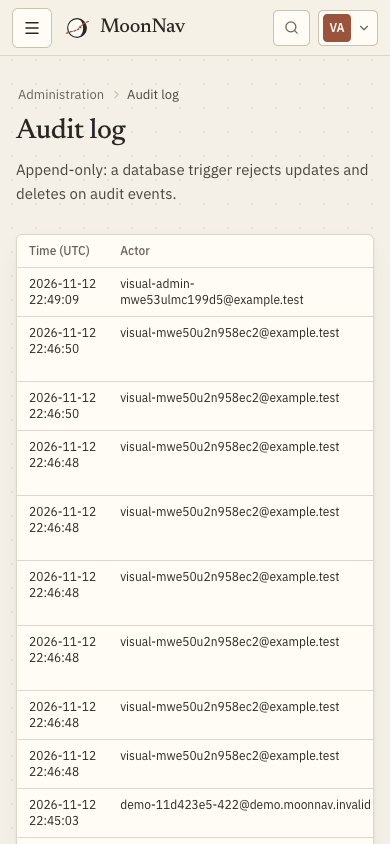 MoonNav
VA
Administration > Audit log
Audit log
Append-only: a database trigger rejects updates and
deletes on audit events.
Time (UTC) Actor
2026-11-12 visual-admin-
22:49:09 mwe53ulmc199d5@example.test
2026-11-12 visual-mwe50u2n958ec2@example.test
22:46:50
2026-11-12 visual-mwe50u2n958ec2@example.test
22:46:50
2026-11-12 visual-mwe50u2n958ec2@example.test
22:46:48
2026-11-12 visual-mwe50u2n958ec2@example.test
22:46:48
2026-11-12 visual-mwe50u2n958ec2@example.test
22:46:48
2026-11-12 visual-mwe50u2n958ec2@example.test
22:46:48
2026-11-12 visual-mwe50u2n958ec2@example.test
22:46:48
2026-11-12 visual-mwe50u2n958ec2@example.test
22:46:48
2026-11-12 demo-11d423e5-422@demo.moonnav.invalid
22:45:03